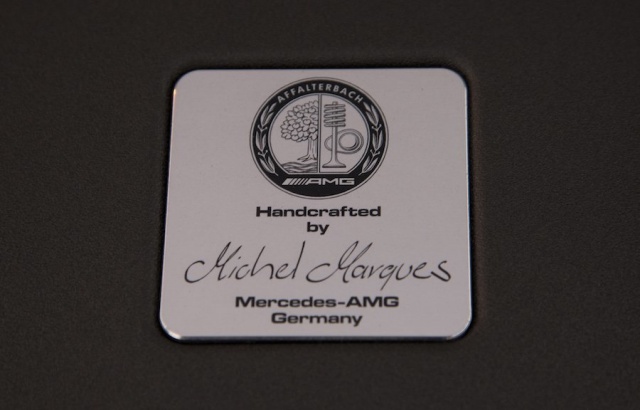 AFFALTERBACH
AMG
Handcrafted
by
Michel Marques
Mercedes-AMG
Germany